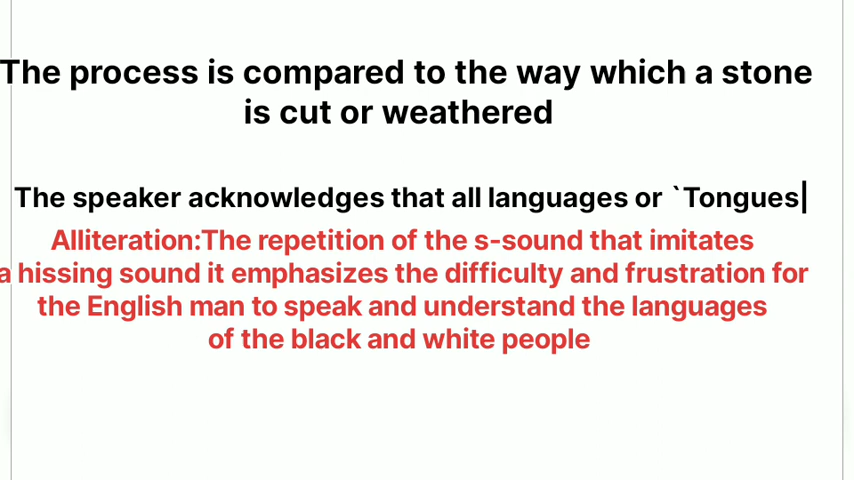 The process is compared to the way which a stone
is cut or weathered
The speaker acknowledges that all languages or `Tongues|
Alliteration:The repetition of the s-sound that imitates
a hissing sound it emphasizes the difficulty and frustration for
the English man to speak and understand the languages
of the black and white people